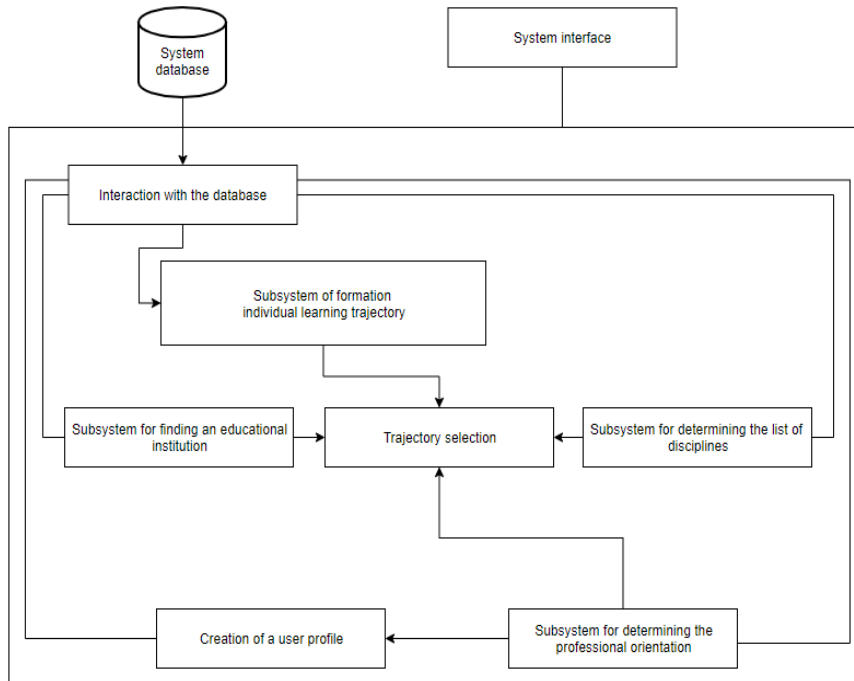 System
database
System interface
Interaction with the database
Subsystem of formation
individual learning trajectory
Subsystem for finding an educational
institution
Trajectory selection
Subsystem for determining the list of
disciplines
Creation of a user profile
Subsystem for determining the
professional orientation